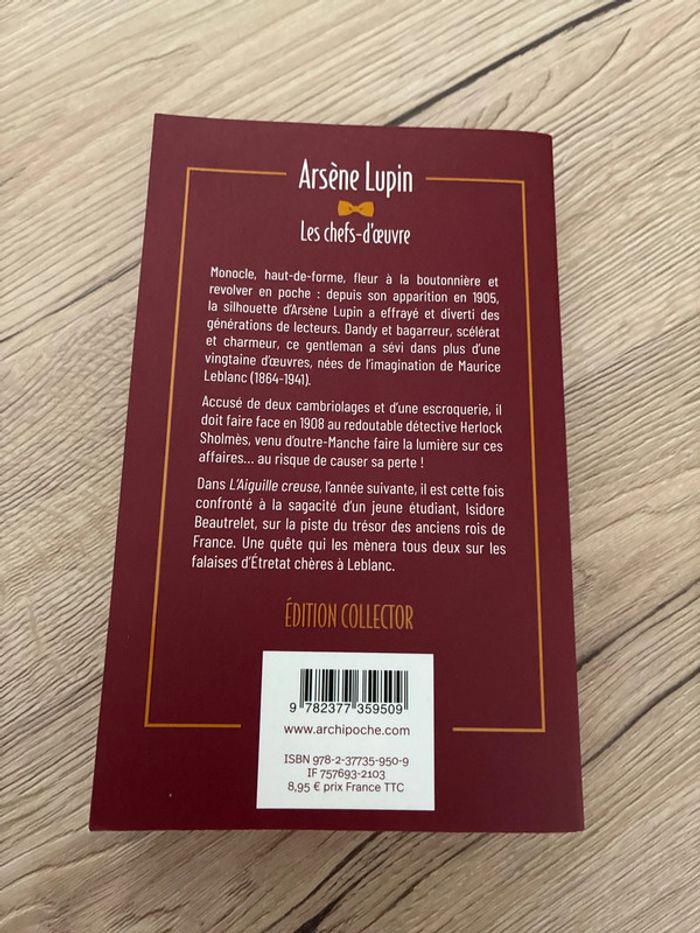 Arsène Lupin
Les chefs-d'œuvre
Monocle, haut-de-forme, fleur à la boutonnière et
revolver en poche : depuis son apparition en 1905,
la silhouette d'Arsène Lupin a effrayé et diverti des
générations de lecteurs. Dandy et bagarreur, scélérat
et charmeur, ce gentleman a sévi dans plus d'une
vingtaine d'œuvres, nées de l'imagination de Maurice
Leblanc (1864-1941).
Accusé de deux cambriolages et d'une escroquerie, il
doit faire face en 1908 au redoutable détective Herlock
Sholmès, venu d'outre-Manche faire la lumière sur ces
affaires... au risque de causer sa perte !
Dans L'Aiguille creuse, l'année suivante, il est cette fois
confronté à la sagacité d'un jeune étudiant, Isidore
Beautrelet, sur la piste du trésor des anciens rois de
France. Une quête qui les mènera tous deux sur les
falaises d'Étretat chères à Leblanc.
ÉDITION COLLECTOR
9 782377 359509
www.archipoche.com
ISBN 978-2-37735-950-9
IF 757693-2103
8,95 € prix France TTC